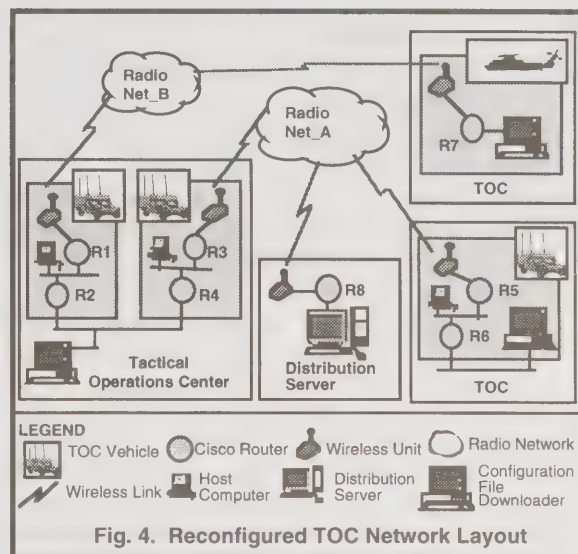 Radio
Net_B
Radio
Net_A
R7
TOC
R1
R2
R3
R4
Tactical
Operations Center
R8
Distribution
Server
R5
R6
TOC
LEGEND
TOC Vehicle
Cisco Router
Wireless Unit
Radio Network
Wireless Link
Host
Computer
Distribution
Server
Configuration
File
Downloader
Fig. 4. Reconfigured TOC Network Layout